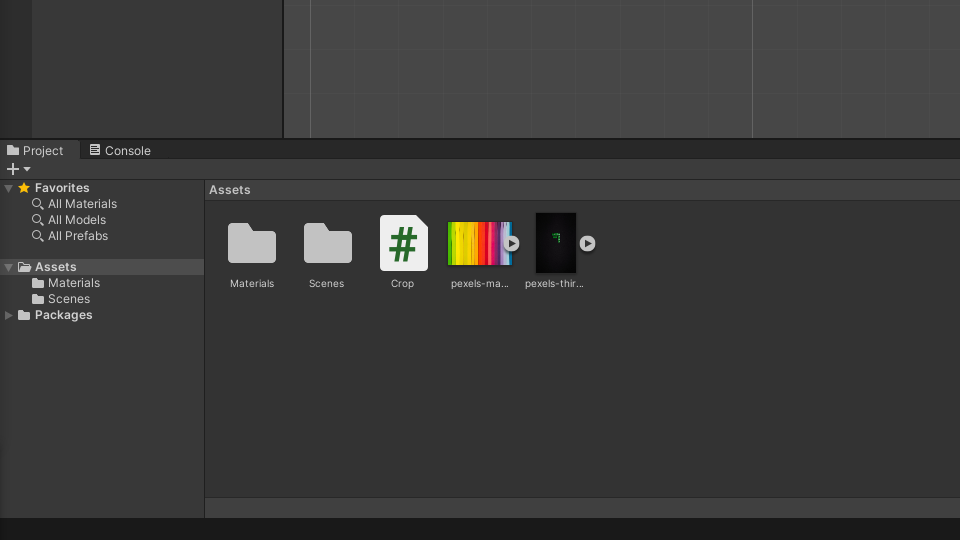 Project
Console
Favorites
All Materials
All Models
All Prefabs
Assets
Materials
Scenes
Packages
Assets
Materials
Scenes
Crop
pexels-ma...
pexels-thir...